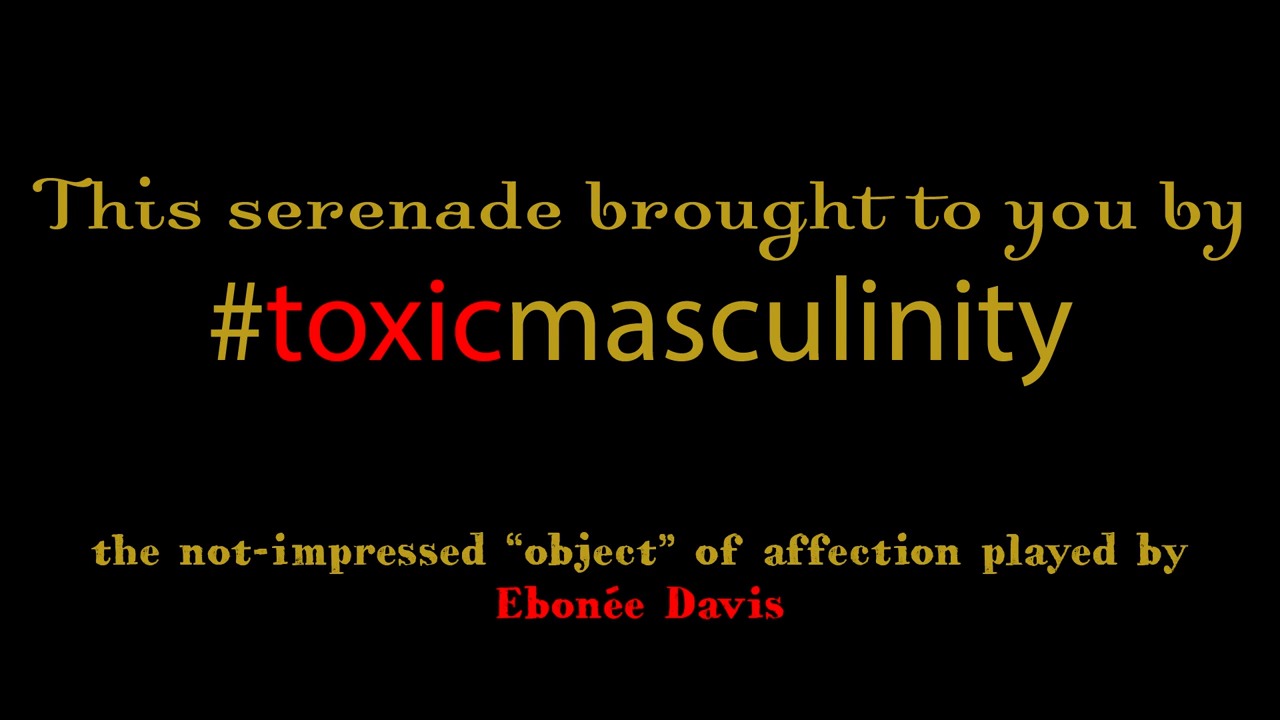 This serenade brought to you by
#toxicmasculinity
the not-impressed “object” of affection played by
Ebonée Davis